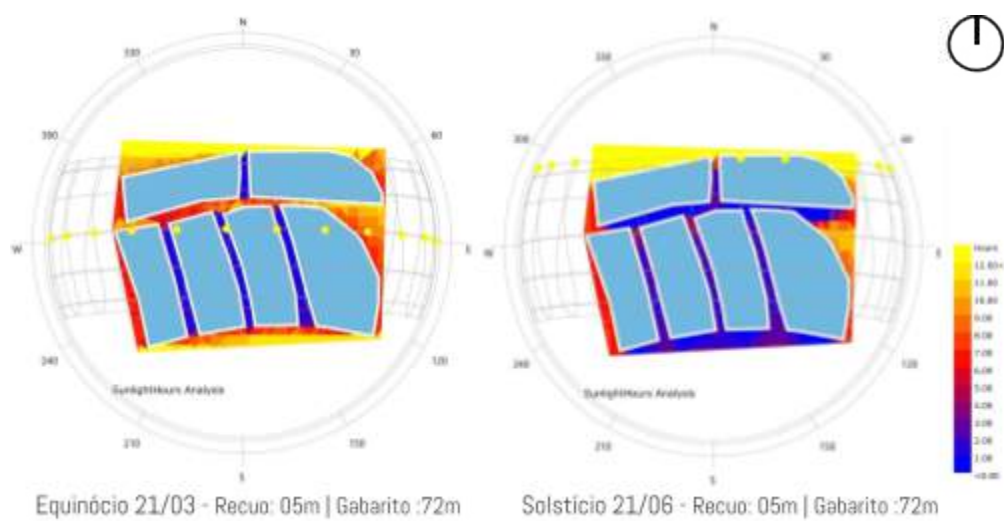 N
N
330
30
330
30
300
60
300
60
W
E
W
E
Hours
12.00<
11.00
10.00
9.00
8.00
7.00
6.00
5.00
4.00
3.00
2.00
1.00
<0.00
240
120
240
120
SunlightHours Analysis
SunlightHours Analysis
210
150
210
150
S
S
Equinócio 21/03 - Recuo: 05m | Gabarito :72m
Solstício 21/06 - Recuo: 05m | Gabarito :72m